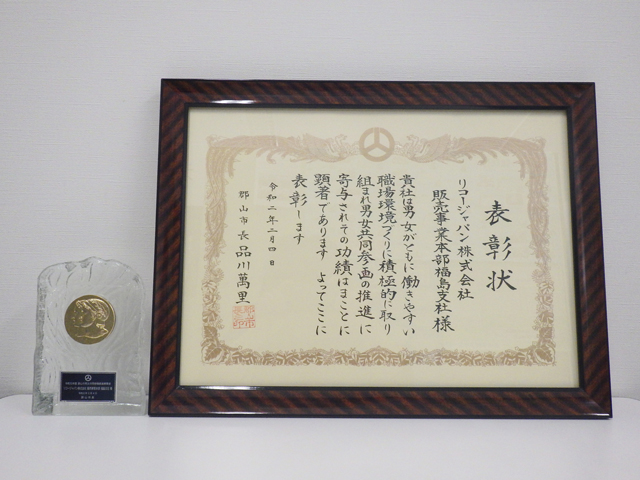 表彰状
リコージャパン株式会社
販売事業本部福島支社様
貴社は男女がともに働きやすい
職場環境づくりに積極的に取り
組まれ男女共同参画の推進に
寄与されその功績はまことに
顕著であります よってここに
表彰します
令和二年二月四日
郡山市長 品川萬里